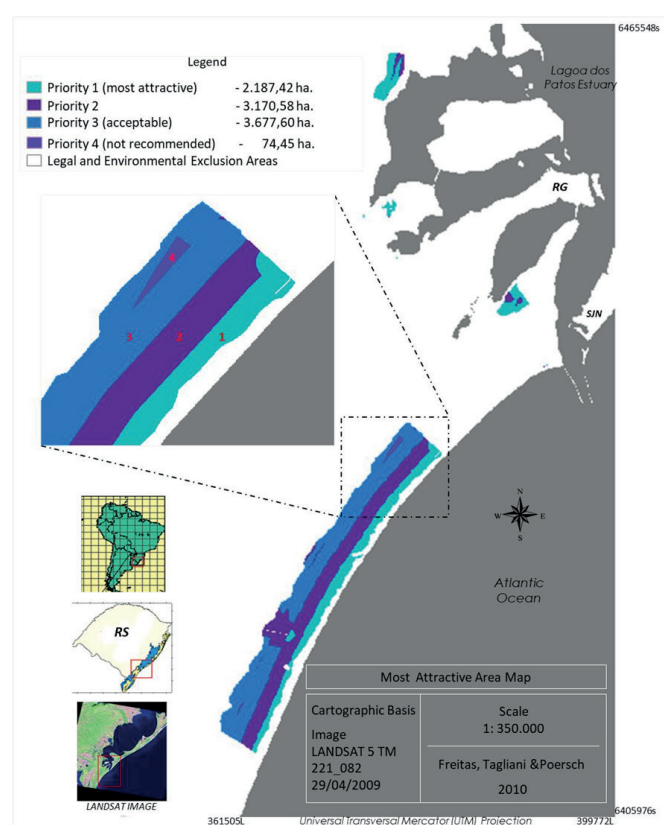 6465548s
Legend
Priority 1 (most attractive) - 2.187,42 ha.
Priority 2 - 3.170,58 ha.
Priority 3 (acceptable) - 3.677,60 ha.
Priority 4 (not recommended) - 74,45 ha.
Legal and Environmental Exclusion Areas
Lagoa dos
Patos Estuary
RG
SJN
4
3 2 1
N
W E
S
Atlantic
Ocean
RS
LANDSAT IMAGE
Most Attractive Area Map
Cartographic Basis
Image
LANDSAT 5 TM
221_082
29/04/2009
Scale
1: 350.000
Freitas, Tagliani &Poersch
2010
6405976s
361505L Universal Transversal Mercator (UTM) Projection 399772L